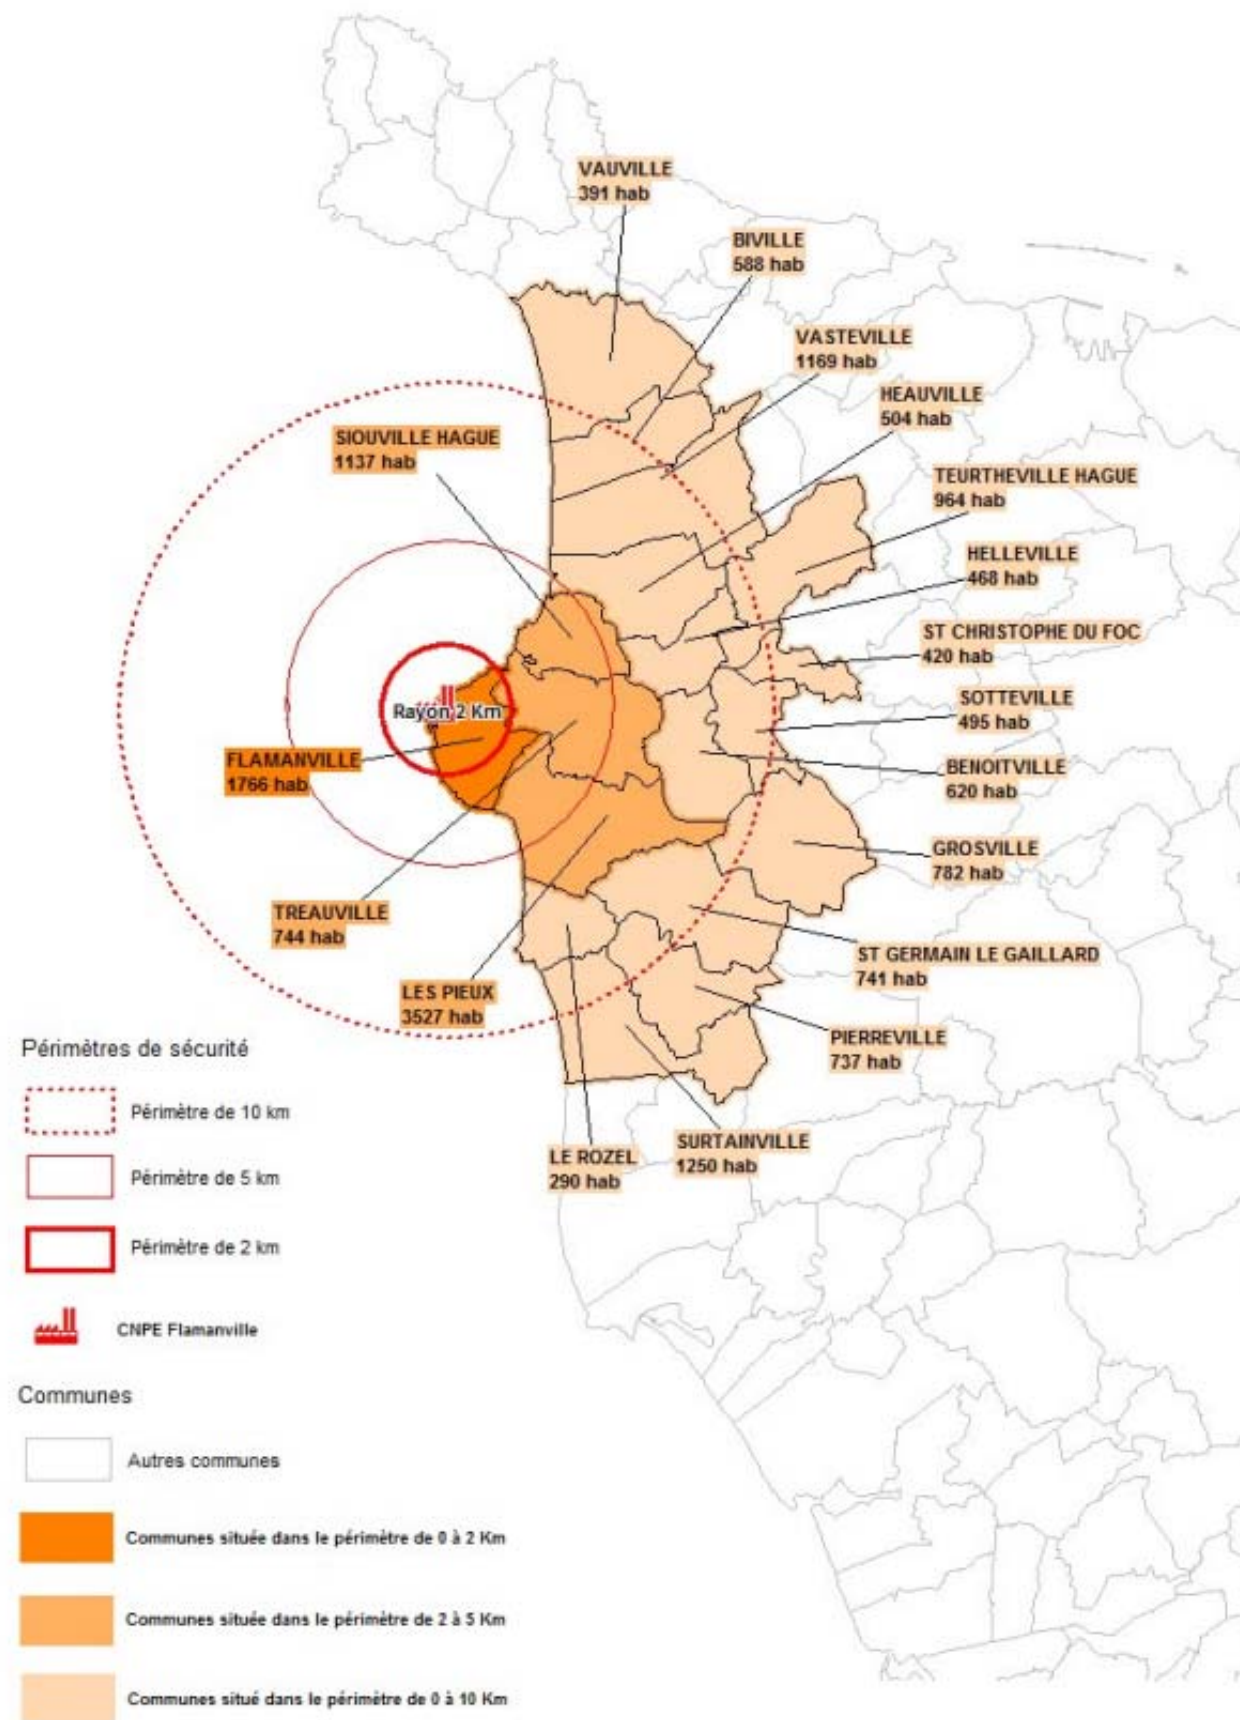 VAUVILLE
391 hab
BIVILLE
588 hab
VASTEVILLE
1169 hab
HEAUVILLE
504 hab
SIOUVILLE HAGUE
1137 hab
TEURTHEVILLE HAGUE
964 hab
HELLEVILLE
468 hab
ST CHRISTOPHE DU FOC
420 hab
SOTTEVILLE
495 hab
Rayon 2 Km
FLAMANVILLE
1766 hab
BENOITVILLE
620 hab
GROSVILLE
782 hab
TREAUVILLE
744 hab
ST GERMAIN LE GAILLARD
741 hab
LES PIEUX
3527 hab
PIERREVILLE
737 hab
SURTAINVILLE
1250 hab
LE ROZEL
290 hab
Périmètres de sécurité
Périmètre de 10 km
Périmètre de 5 km
Périmètre de 2 km
CNPE Flamanville
Communes
Autres communes
Communes située dans le périmètre de 0 à 2 Km
Communes située dans le périmètre de 2 à 5 Km
Communes situé dans le périmètre de 0 à 10 Km